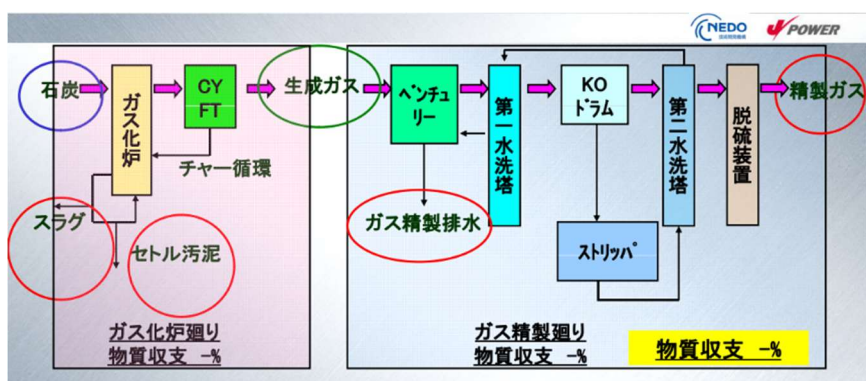 NEDO
J POWER
石炭
ガス化炉
CY
FT
生成ガス
ベンチュ
リー
第一水洗塔
KO
ドラム
第二水洗塔
脱硫装置
精製ガス
チャー循環
スラグ
セトル汚泥
ガス精製排水
ストリッパ
ガス化炉廻り
物質収支 -%
ガス精製廻り
物質収支 -%
物質収支 -%